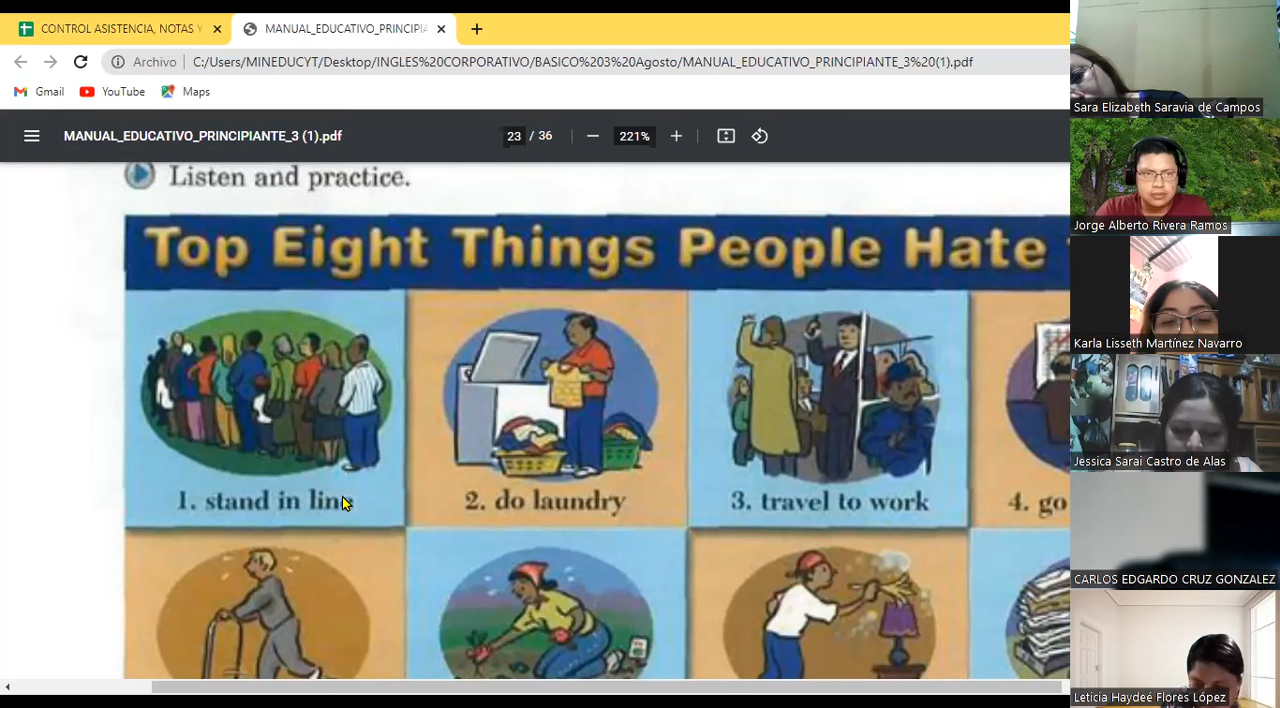 CONTROL ASISTENCIA, NOTAS Y
MANUAL_EDUCATIVO_PRINCIPIA
Archivo
C:/Users/MINEDUCYT/Desktop/INGLES%20CORPORATIVO/BASICO%203%20Agosto/MANUAL_EDUCATIVO_PRINCIPIANTE_3%20(1).pdf
Gmail
YouTube
Maps
MANUAL_EDUCATIVO_PRINCIPIANTE_3 (1).pdf
23 / 36
221%
Listen and practice.
Top Eight Things People Hate
1. stand in line
2. do laundry
3. travel to work
4. go
Sara Elizabeth Saravia de Campos
Jorge Alberto Rivera Ramos
Karla Lisseth Martínez Navarro
Jessica Sarai Castro de Alas
CARLOS EDGARDO CRUZ GONZALEZ
Leticia Haydeé Flores López